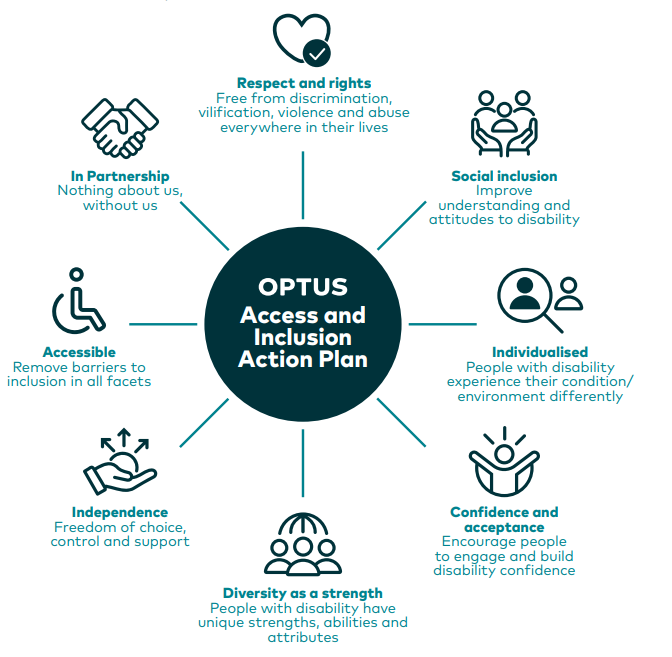 Respect and rights
Free from discrimination,
vilification, violence and abuse
everywhere in their lives
Social inclusion
Improve
understanding and
attitudes to disability
Individualised
People with disability
experience their condition/
environment differently
Confidence and
acceptance
Encourage people
to engage and build
disability confidence
Diversity as a strength
People with disability have
unique strengths, abilities and
attributes
Independence
Freedom of choice,
control and support
Accessible
Remove barriers to
inclusion in all facets
In Partnership
Nothing about us,
without us
OPTUS
Access and
Inclusion
Action Plan